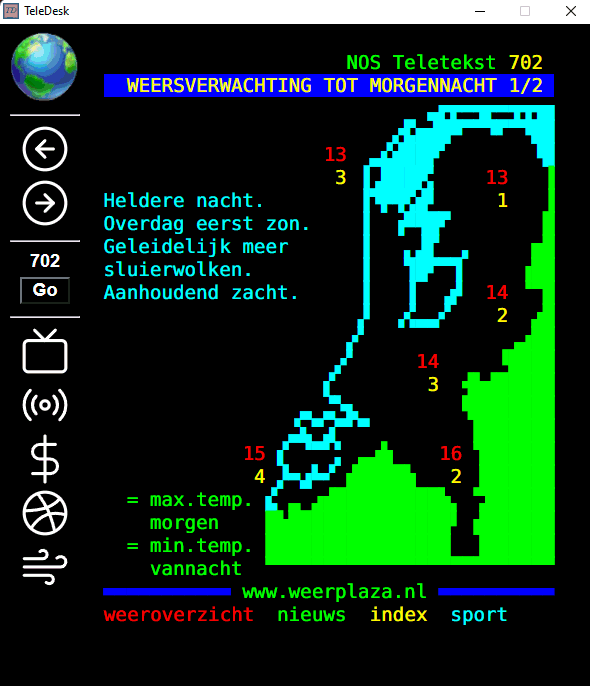 TeleDesk
NOS Teletekst 702
WEERSVERWACHTING TOT MORGENNACHT 1/2
13
3
13
1
Heldere nacht.
Overdag eerst zon.
Geleidelijk meer
sluierwolken.
Aanhoudend zacht.
702
Go
14
2
14
3
15
4
16
2
= max.temp.
morgen
= min.temp.
vannacht
www.weerplaza.nl
weeroverzicht nieuws index sport